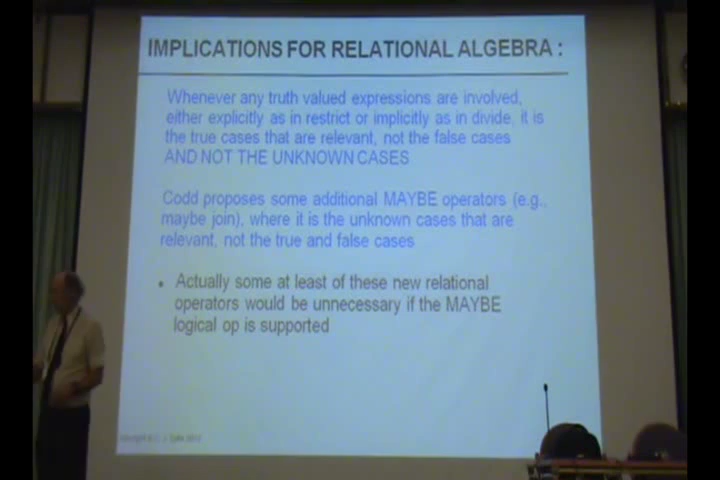 IMPLICATIONS FOR RELATIONAL ALGEBRA :
Whenever any truth valued expressions are involved,
either explicitly as in restrict or implicitly as in divide, it is
the true cases that are relevant, not the false cases
AND NOT THE UNKNOWN CASES
Codd proposes some additional MAYBE operators (e.g.,
maybe join), where it is the unknown cases that are
relevant, not the true and false cases
• Actually some at least of these new relational
operators would be unnecessary if the MAYBE
logical op is supported